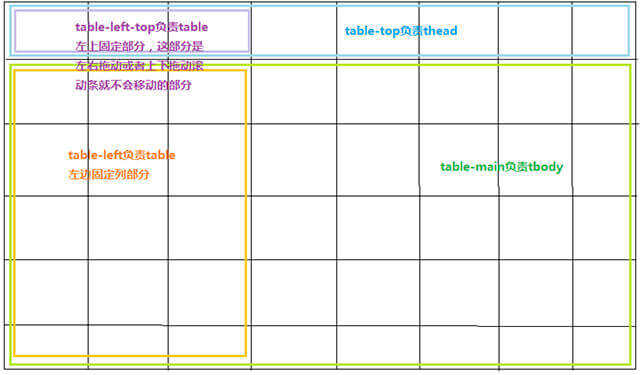 table-left-top负责table
左上固定部分，这部分是
左右拖动或者上下拖动滚
动条就不会移动的部分
table-top负责thead
table-left负责table
左边固定列部分
table-main负责tbody